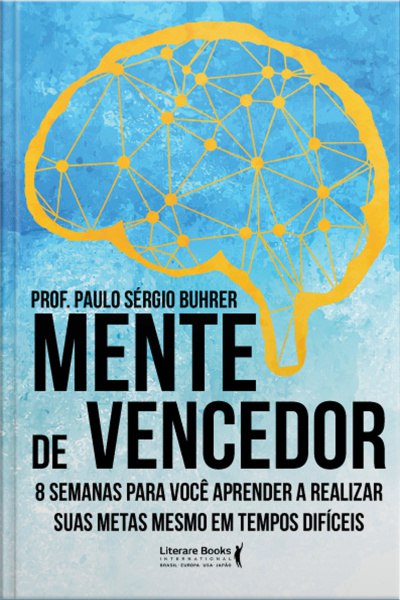 PROF. PAULO SÉRGIO BUHRER
MENTE
DE VENCEDOR
8 SEMANAS PARA VOCÊ APRENDER A REALIZAR
SUAS METAS MESMO EM TEMPOS DIFÍCEIS
Literare Books
INTERNATIONAL
BRASIL · EUROPA · USA · JAPÃO